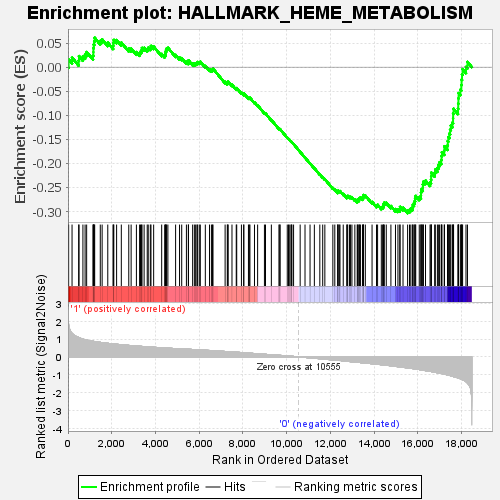 Enrichment plot: HALLMARK_HEME_METABOLISM
Enrichment score (ES)
0.05
0.00
-0.05
-0.10
-0.15
-0.20
-0.25
-0.30
'1' (positively correlated)
Ranked list metric (Signal2Noise)
3
2
1
0
-1
-2
-3
-4
Zero cross at 10555
'0' (negatively correlated)
0
2,000
4,000
6,000
8,000
10,000
12,000
14,000
16,000
18,000
Rank in Ordered Dataset
Enrichment profile
Hits
Ranking metric scores